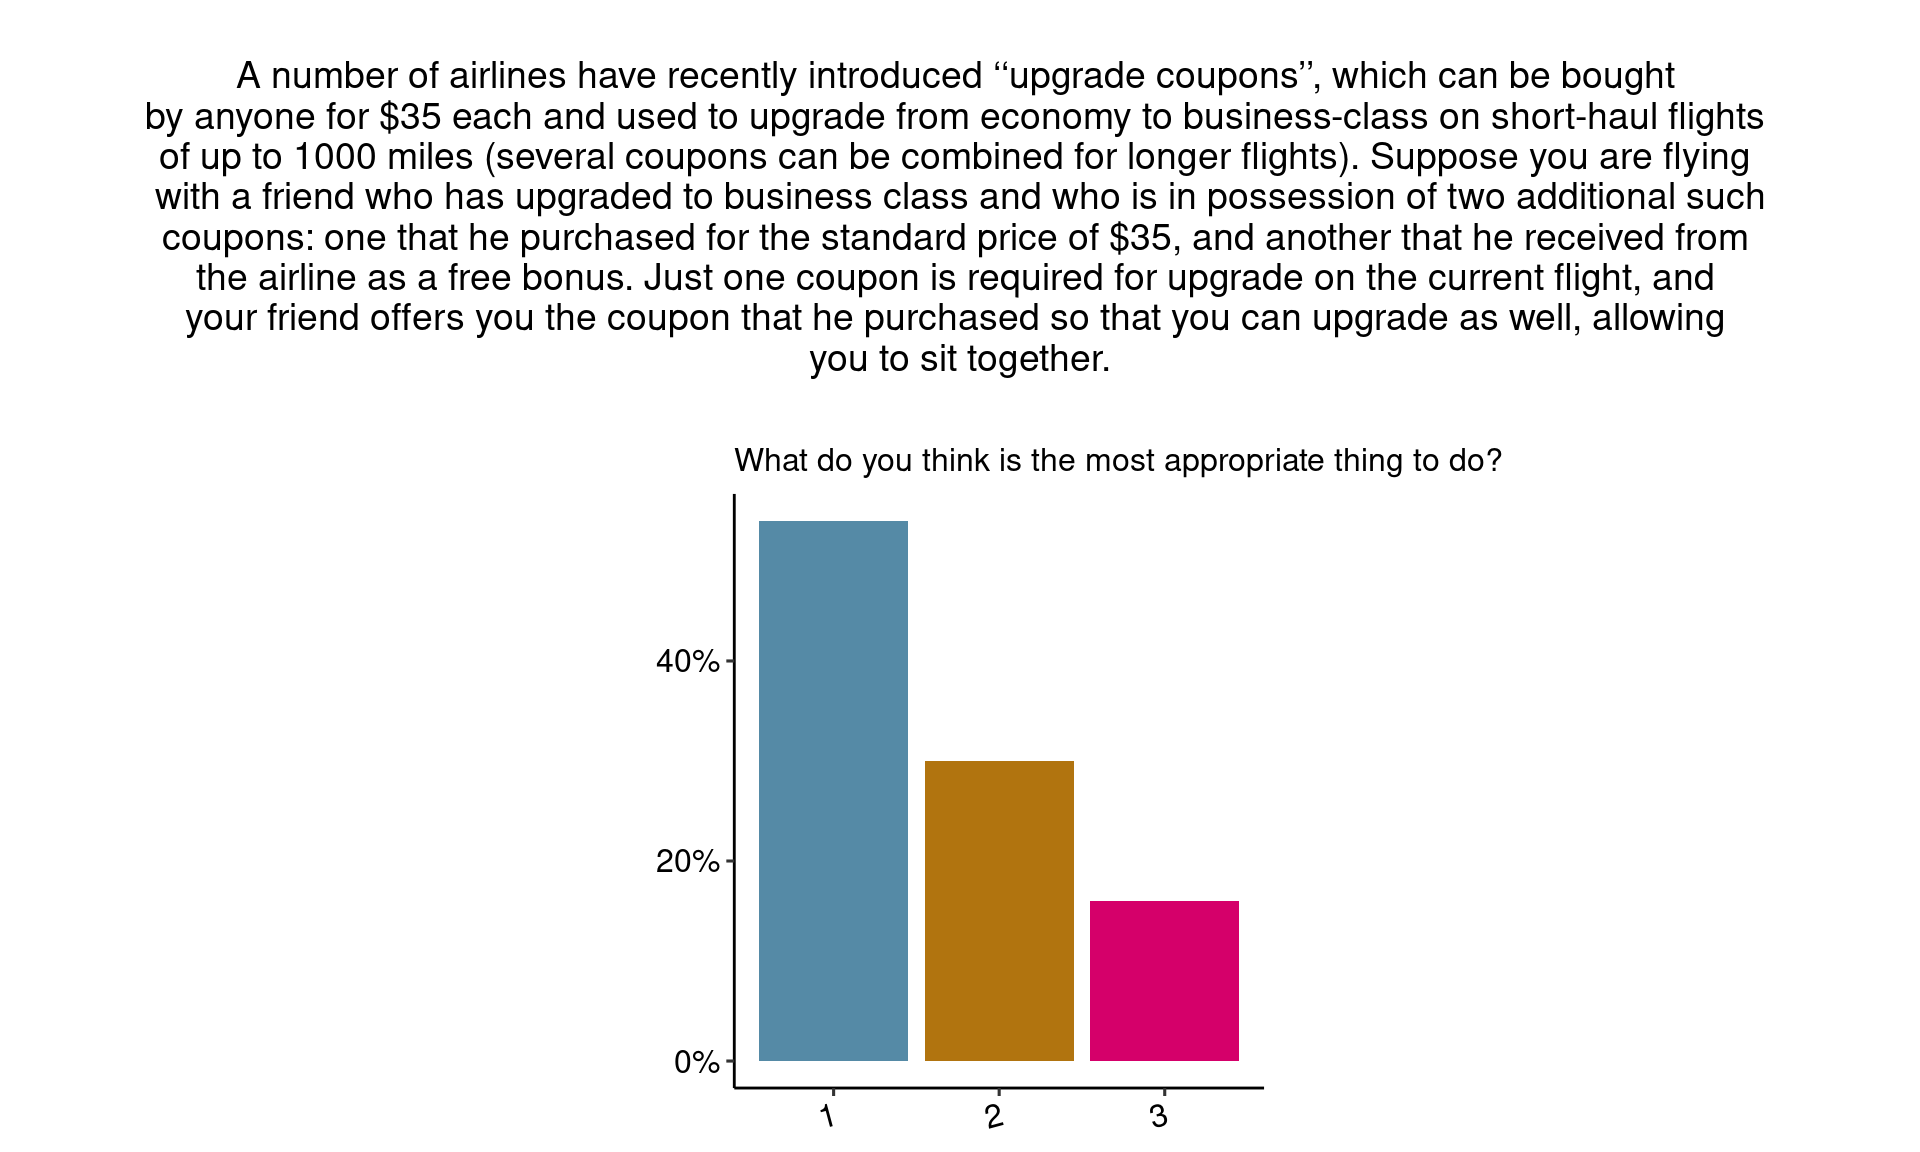 A number of airlines have recently introduced ‘‘upgrade coupons’’, which can be bought
by anyone for $35 each and used to upgrade from economy to business-class on short-haul flights
of up to 1000 miles (several coupons can be combined for longer flights). Suppose you are flying
with a friend who has upgraded to business class and who is in possession of two additional such
coupons: one that he purchased for the standard price of $35, and another that he received from
the airline as a free bonus. Just one coupon is required for upgrade on the current flight, and
your friend offers you the coupon that he purchased so that you can upgrade as well, allowing
you to sit together.
What do you think is the most appropriate thing to do?
40%
20%
0%
1
2
3